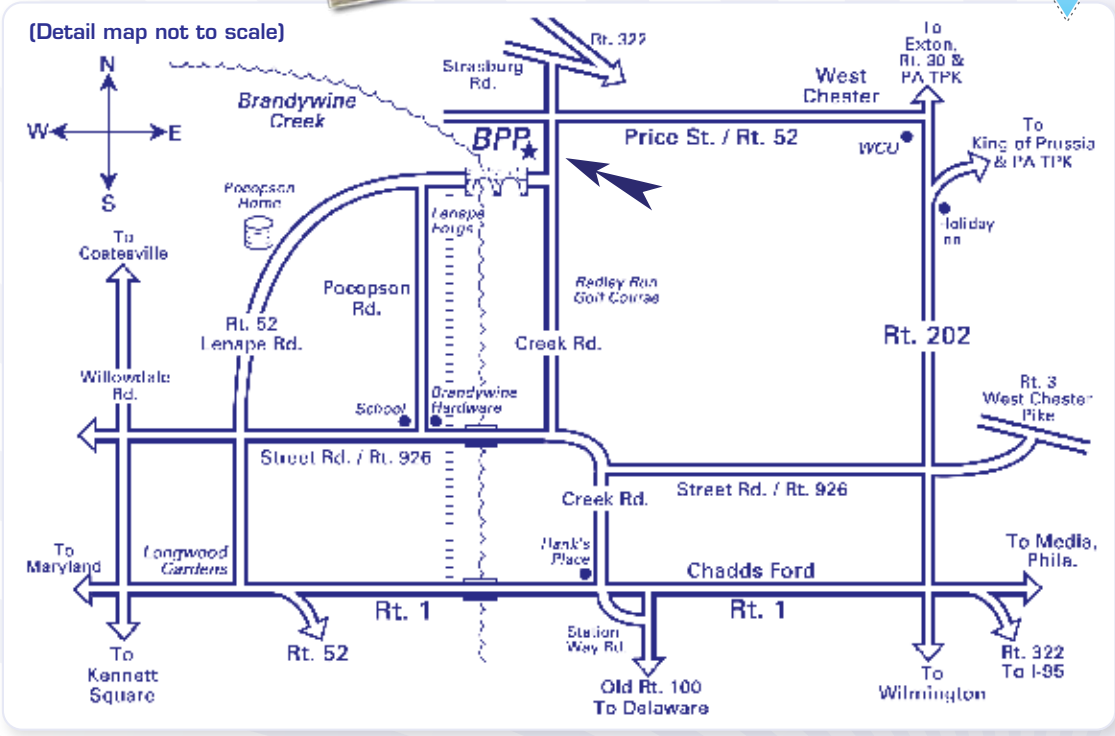 (Detail map not to scale)
N
W
E
S
Brandywine
Creek
Strasburg
Rd.
Rt. 322
BPP
Price St. / Rt. 52
West
Chester
To
Exton,
Rt. 30 &
PA TPK
WCU
To
King of Prussia
& PA TPK
Holiday
Inn
Pocopson
Home
To
Coatesville
Lenape
Forge
Pocopson
Rd.
Radley Run
Golf Course
Rt. 52
Lenape Rd.
Creek Rd.
Rt. 202
Willowdale
Rd.
School
Brandywine
Hardware
Rt. 3
West Chester
Pike
Street Rd. / Rt. 926
Creek Rd.
Street Rd. / Rt. 926
To
Maryland
Longwood
Gardens
Hank's
Place
Chadds Ford
To Media,
Phila.
Rt. 1
Rt. 1
To
Kennett
Square
Rt. 52
Station
Way Rd
Old Rt. 100
To Delaware
To
Wilmington
Rt. 322
To I-95